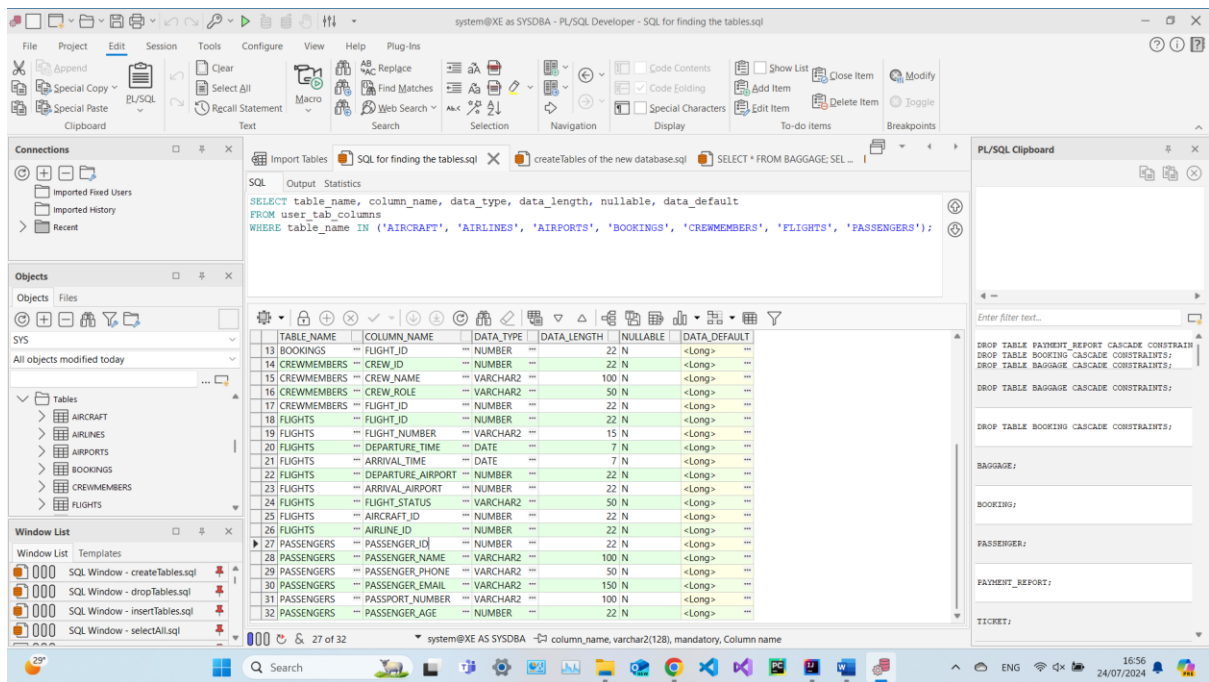 system@XE as SYSDBA - PL/SQL Developer - SQL for finding the tables.sql
File Project Edit Session Tools Configure View Help Plug-Ins
Append
Special Copy
Special Paste
PL/SQL
Clipboard
Clear
Select All
Recall Statement
Text
Macro
Replace
Find Matches
Web Search
Search
Selection
Navigation
Code Contents
Code Folding
Special Characters
Display
Show List
Add Item
Edit Item
Close Item
Delete Item
To-do items
Modify
Toggle
Breakpoints
Connections
Imported Fixed Users
Imported History
Recent
Objects
Objects Files
SYS
All objects modified today
Tables
AIRCRAFT
AIRLINES
AIRPORTS
BOOKINGS
CREWMEMBERS
FLIGHTS
Window List
Window List Templates
SQL Window - createTables.sql
SQL Window - dropTables.sql
SQL Window - insertTables.sql
SQL Window - selectAll.sql
Import Tables SQL for finding the tables.sql createTables of the new database.sql SELECT * FROM BAGGAGE; SEL ...
SQL Output Statistics
SELECT table_name, column_name, data_type, data_length, nullable, data_default
FROM user_tab_columns
WHERE table_name IN ('AIRCRAFT', 'AIRLINES', 'AIRPORTS', 'BOOKINGS', 'CREWMEMBERS', 'FLIGHTS', 'PASSENGERS');
TABLE_NAME COLUMN_NAME DATA_TYPE DATA_LENGTH NULLABLE DATA_DEFAULT
13 BOOKINGS FLIGHT_ID NUMBER 22 N <Long>
14 CREWMEMBERS CREW_ID NUMBER 22 N <Long>
15 CREWMEMBERS CREW_NAME VARCHAR2 100 N <Long>
16 CREWMEMBERS CREW_ROLE VARCHAR2 50 N <Long>
17 CREWMEMBERS FLIGHT_ID NUMBER 22 N <Long>
18 FLIGHTS FLIGHT_ID NUMBER 22 N <Long>
19 FLIGHTS FLIGHT_NUMBER VARCHAR2 15 N <Long>
20 FLIGHTS DEPARTURE_TIME DATE 7 N <Long>
21 FLIGHTS ARRIVAL_TIME DATE 7 N <Long>
22 FLIGHTS DEPARTURE_AIRPORT NUMBER 22 N <Long>
23 FLIGHTS ARRIVAL_AIRPORT NUMBER 22 N <Long>
24 FLIGHTS FLIGHT_STATUS VARCHAR2 50 N <Long>
25 FLIGHTS AIRCRAFT_ID NUMBER 22 N <Long>
26 FLIGHTS AIRLINE_ID NUMBER 22 N <Long>
27 PASSENGERS PASSENGER_ID NUMBER 22 N <Long>
28 PASSENGERS PASSENGER_NAME VARCHAR2 100 N <Long>
29 PASSENGERS PASSENGER_PHONE VARCHAR2 50 N <Long>
30 PASSENGERS PASSENGER_EMAIL VARCHAR2 150 N <Long>
31 PASSENGERS PASSPORT_NUMBER VARCHAR2 100 N <Long>
32 PASSENGERS PASSENGER_AGE NUMBER 22 N <Long>
27 of 32 system@XE AS SYSDBA column_name, varchar2(128), mandatory, Column name
PL/SQL Clipboard
Enter filter text...
DROP TABLE PAYMENT_REPORT CASCADE CONSTRAIN
DROP TABLE BOOKING CASCADE CONSTRAINTS;
DROP TABLE BAGGAGE CASCADE CONSTRAINTS;
DROP TABLE BAGGAGE CASCADE CONSTRAINTS;
DROP TABLE BOOKING CASCADE CONSTRAINTS;
BAGGAGE;
BOOKING;
PASSENGER;
PAYMENT_REPORT;
TICKET;
29°
Search
ENG
16:56
24/07/2024